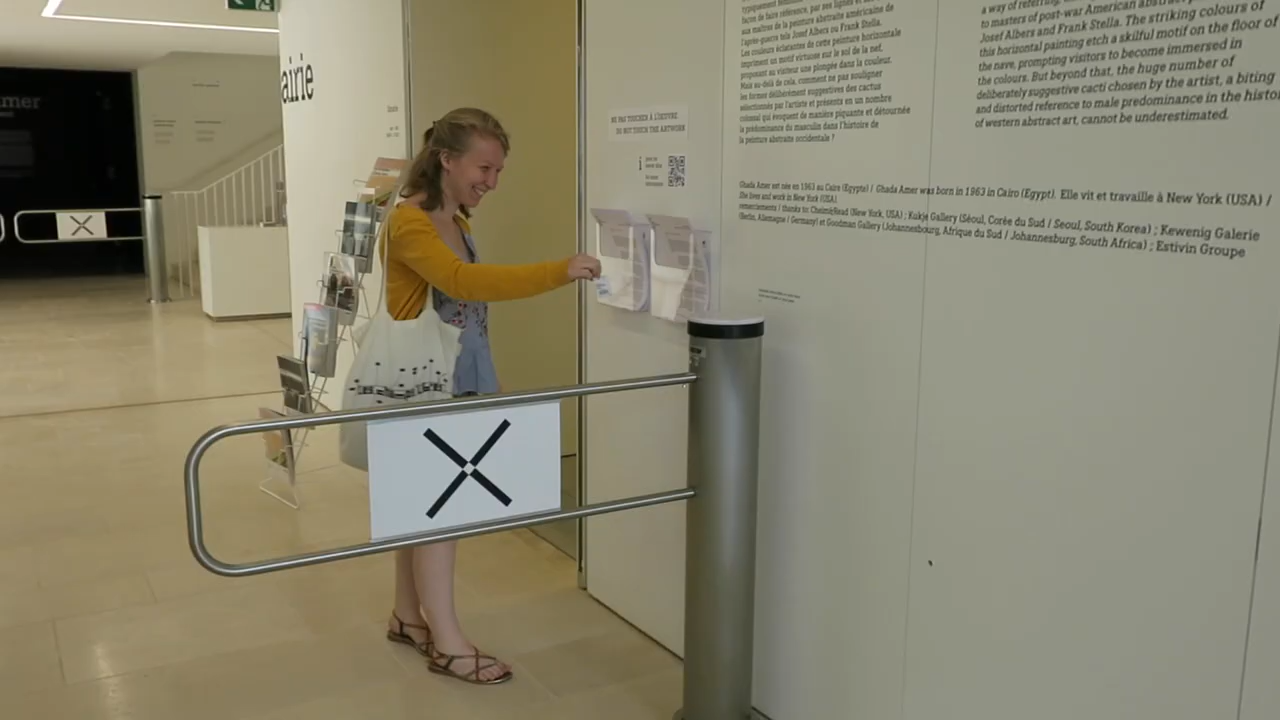 airie
mer
NE PAS TOUCHER À L'ŒUVRE.
DO NOT TOUCH THE ARTWORK
i
typiquement
façon de faire référence, par ses lignes et ses
aux maîtres de la peinture abstraite américaine de
l'après-guerre tels Josef Albers ou Frank Stella.
Les couleurs éclatantes de cette peinture horizontale
impriment un motif virtuose sur le sol de la nef,
proposant au visiteur une plongée dans la couleur.
Mais au-delà de cela, comment ne pas souligner
les formes délibérément suggestives des cactus
sélectionnés par l'artiste et présents en un nombre
colossal qui évoquent de manière piquante et détournée
la prédominance du masculin dans l'histoire de
la peinture abstraite occidentale ?
a way of referring,
to masters of post-war American abstract
Josef Albers and Frank Stella. The striking colours of
this horizontal painting etch a skilful motif on the floor of
the nave, prompting visitors to become immersed in
the colours. But beyond that, the huge number of
deliberately suggestive cacti chosen by the artist, a biting
and distorted reference to male predominance in the histo
of western abstract art, cannot be underestimated.
Ghada Amer est née en 1963 au Caire (Egypte) / Ghada Amer was born in 1963 in Cairo (Egypt). Elle vit et travaille à New York (USA) /
She lives and work in New York (USA).
remerciements / thanks to: Cheim&Read (New York, USA) ; Kukje Gallery (Séoul, Corée du Sud / Seoul, South Korea) ; Kewenig Galerie
(Berlin, Allemagne / Germany) et Goodman Gallery (Johannesbourg, Afrique du Sud / Johannesburg, South Africa) ; Estivin Groupe